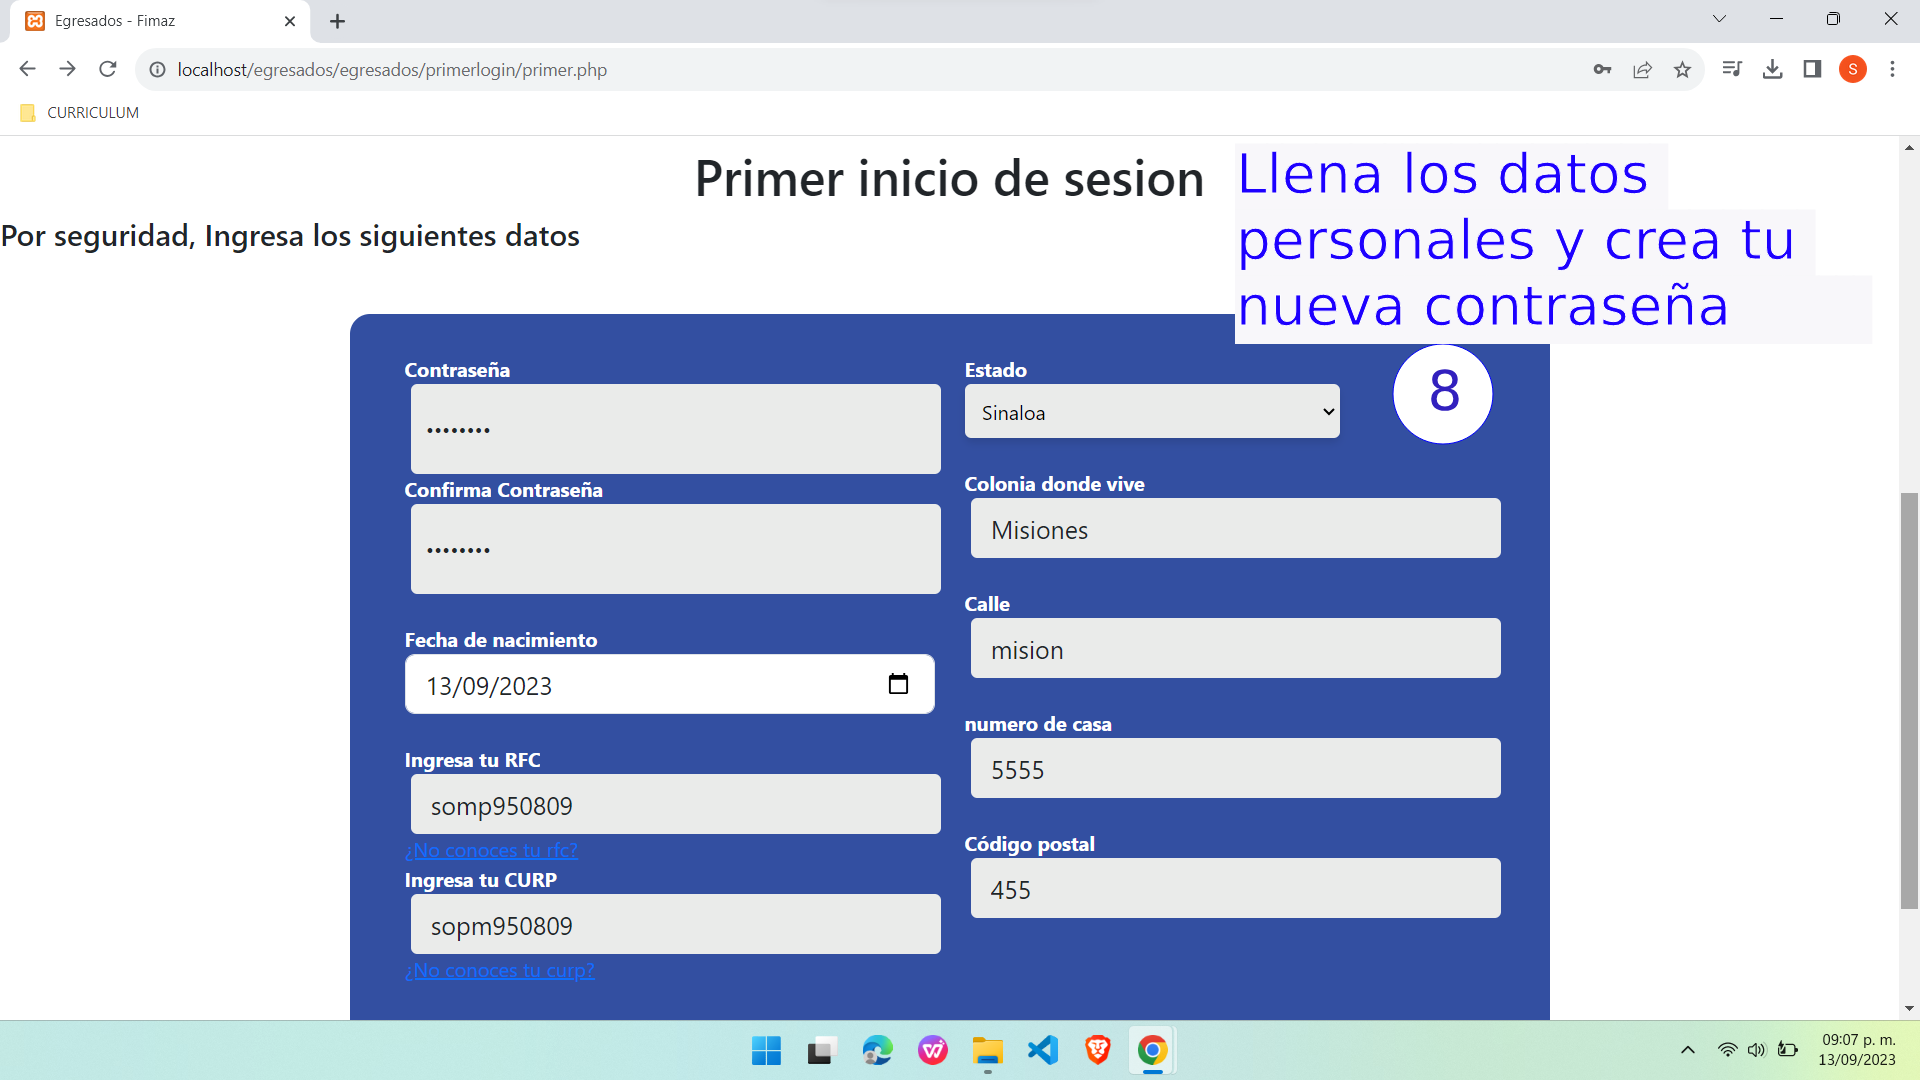 Egresados - Fimaz
localhost/egresados/egresados/primerlogin/primer.php
S
CURRICULUM
Primer inicio de sesion
Llena los datos
personales y crea tu
nueva contraseña
Por seguridad, Ingresa los siguientes datos
8
Contraseña
••••••••
Confirma Contraseña
••••••••
Fecha de nacimiento
13/09/2023
Ingresa tu RFC
somp950809
¿No conoces tu rfc?
Ingresa tu CURP
sopm950809
¿No conoces tu curp?
Estado
Sinaloa
Colonia donde vive
Misiones
Calle
mision
numero de casa
5555
Código postal
455
09:07 p. m.
13/09/2023